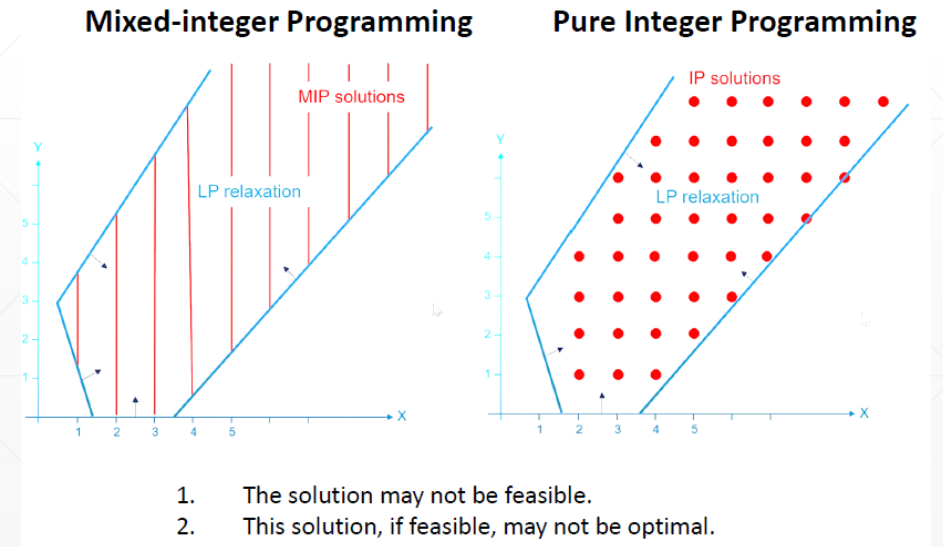 Mixed-integer Programming
Pure Integer Programming
MIP solutions
LP relaxation
Y
5
4
3
2
1
1 2 3 4 5
X
IP solutions
LP relaxation
Y
5
4
3
2
1
1 2 3 4 5
X
1. The solution may not be feasible.
2. This solution, if feasible, may not be optimal.